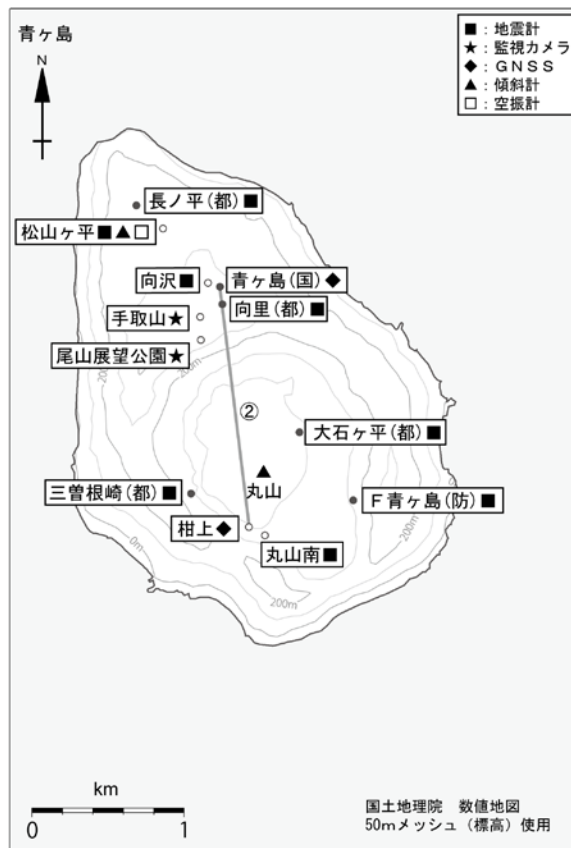 青ヶ島
N
■：地震計
★：監視カメラ
◆：ＧＮＳＳ
▲：傾斜計
□：空振計
長ノ平(都)■
松山ヶ平■▲□
向沢■
青ヶ島(国)◆
向里(都)■
手取山★
尾山展望公園★
200m
200m
②
大石ヶ平(都)■
丸山
三曽根崎(都)■
Ｆ青ヶ島(防)■
柑上◆
丸山南■
0m
200m
200m
km
0 1
国土地理院　数値地図
50mメッシュ（標高）使用